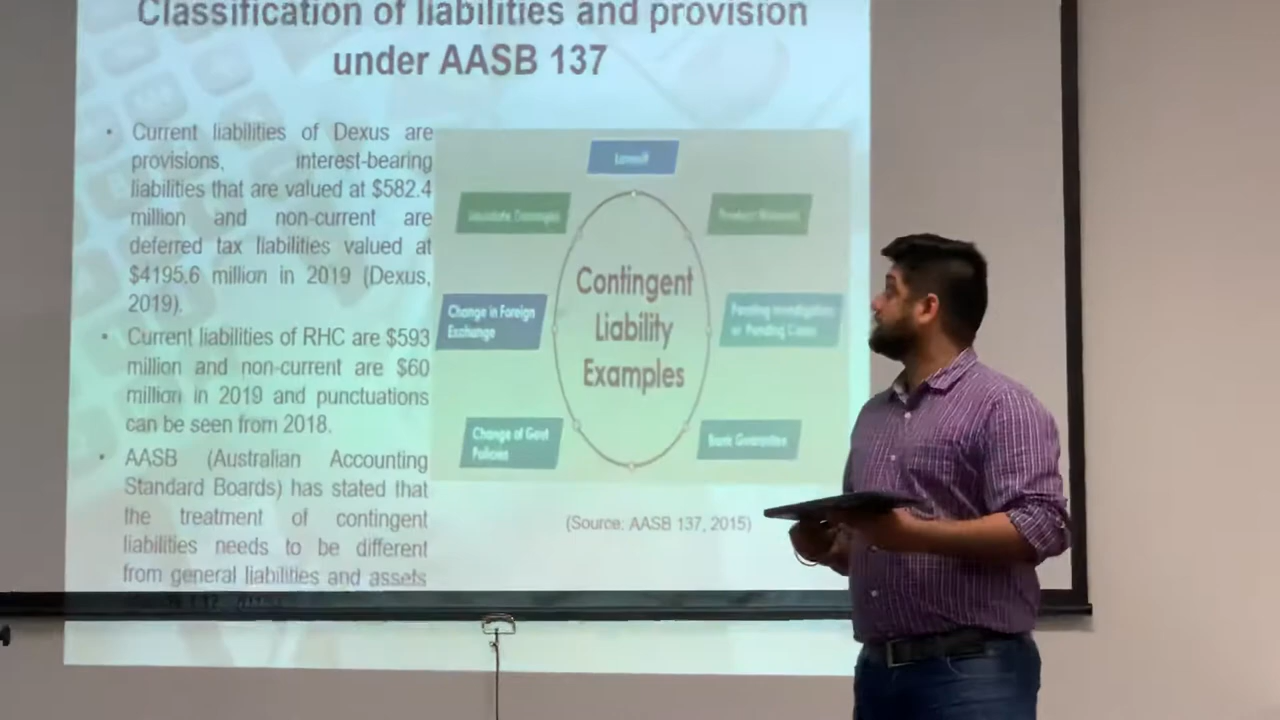 Classification of liabilities and provision
under AASB 137
• Current liabilities of Dexus are
provisions, interest-bearing
liabilities that are valued at $582.4
million and non-current are
deferred tax liabilities valued at
$4195.6 million in 2019 (Dexus,
2019).
• Current liabilities of RHC are $593
million and non-current are $60
million in 2019 and punctuations
can be seen from 2018.
• AASB (Australian Accounting
Standard Boards) has stated that
the treatment of contingent
liabilities needs to be different
from general liabilities and assets
Lawsuit
Product Warranty
Change in Foreign
Exchange
Contingent
Liability
Examples
Pending Investigation
or Pending Cases
Change of Govt
Policies
Bank Guarantee
(Source: AASB 137, 2015)